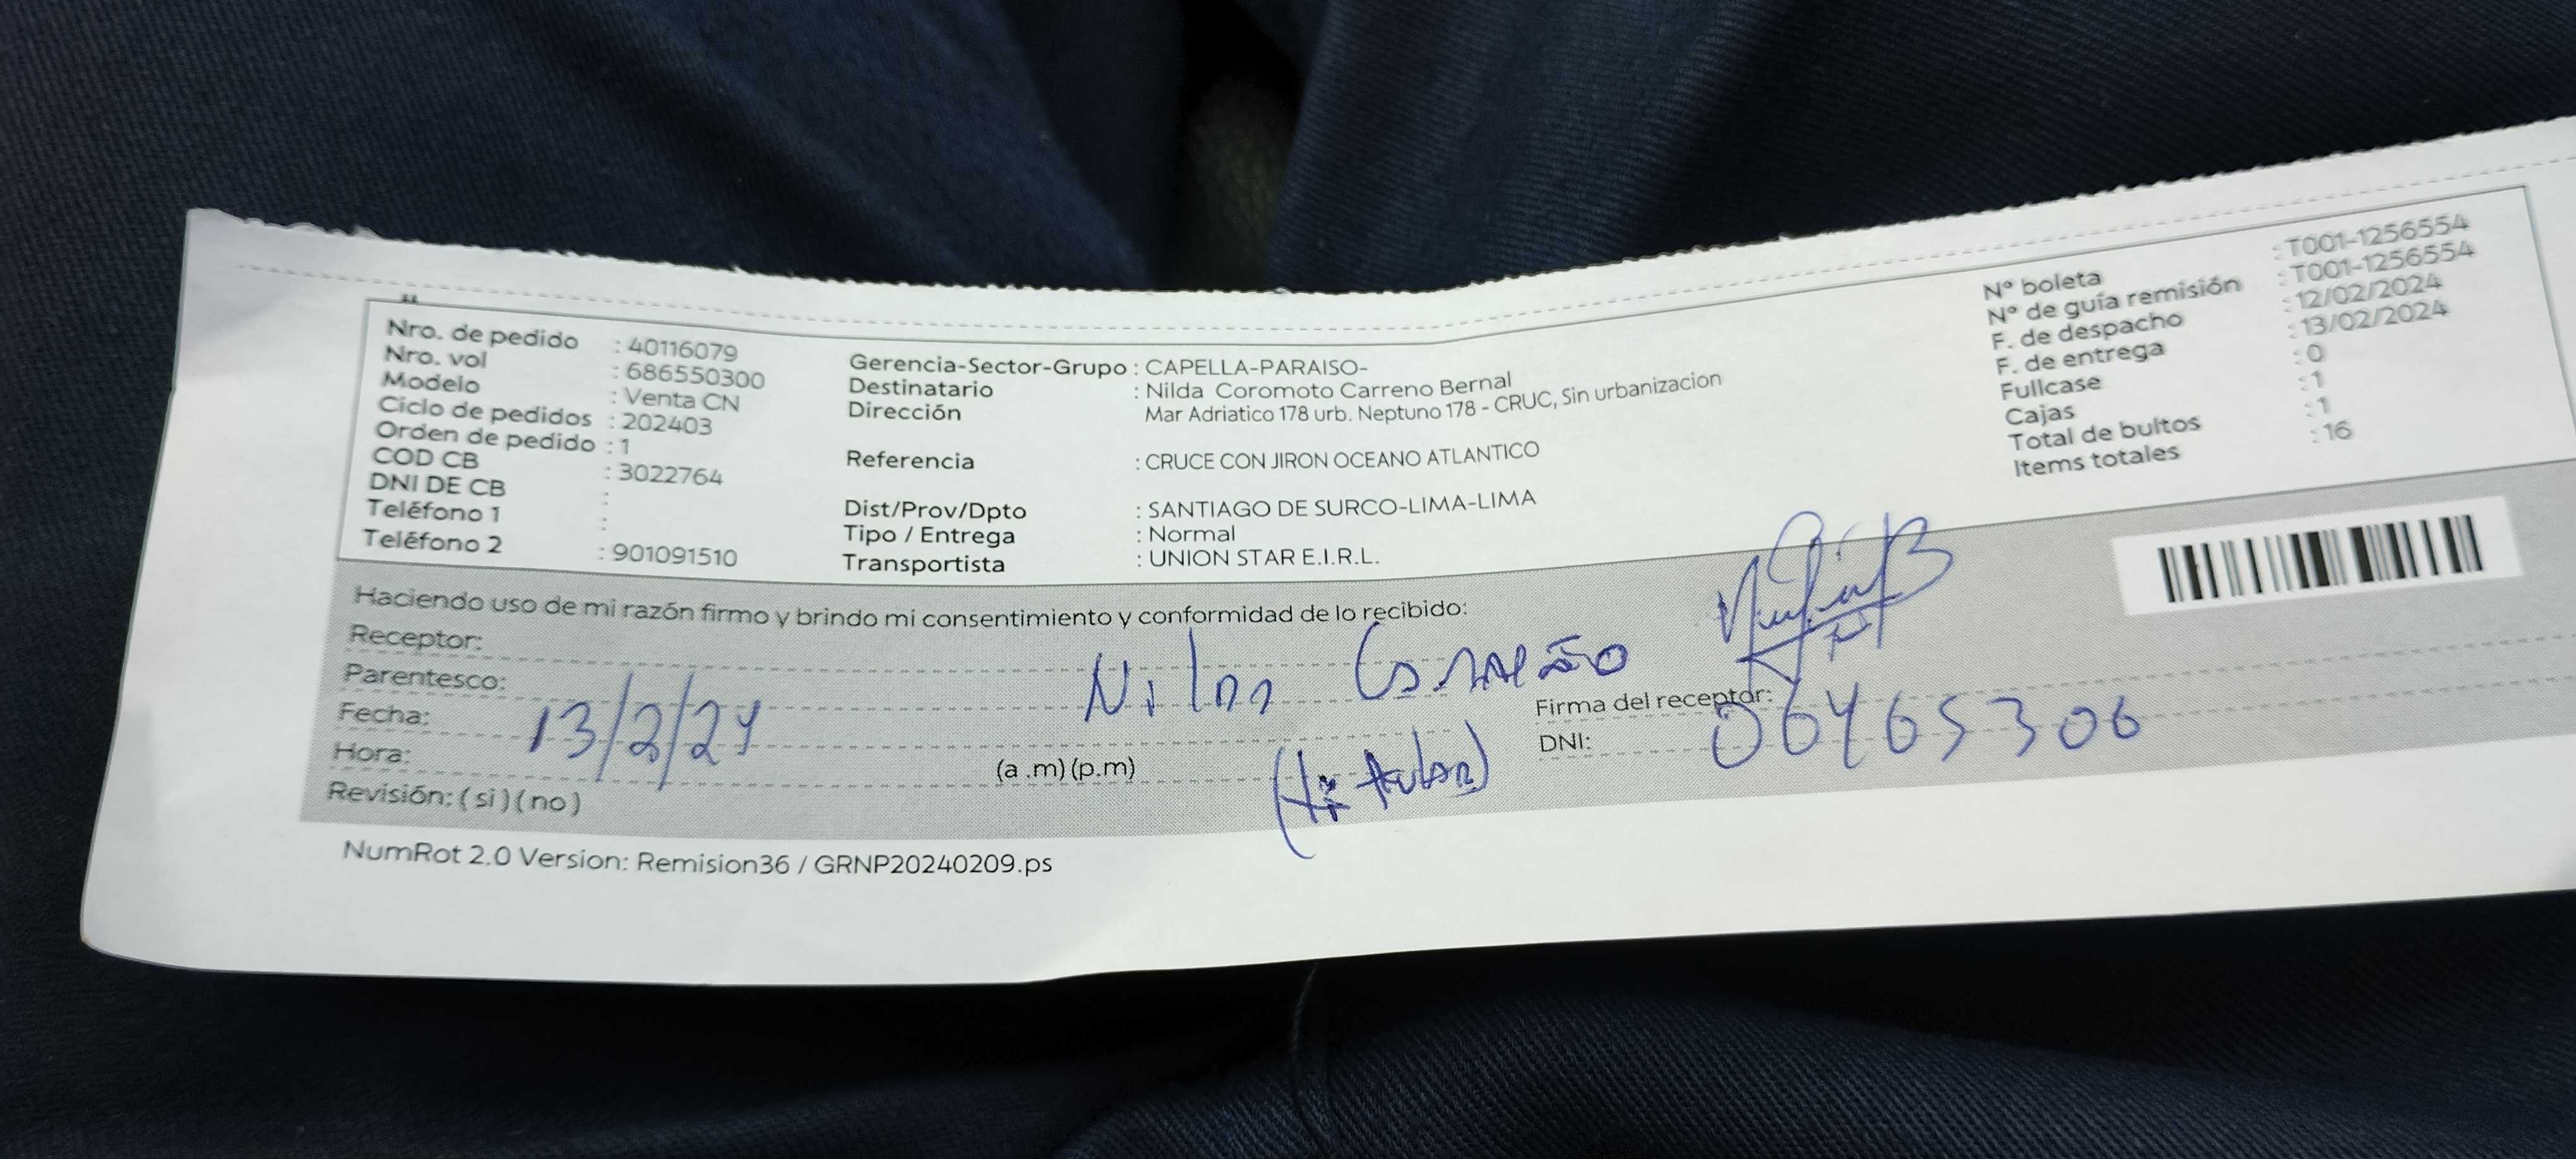 Nro. de pedido : 40116079
Nro. vol : 686550300
Modelo : Venta CN
Ciclo de pedidos : 202403
Orden de pedido : 1
COD CB : 3022764
DNI DE CB :
Teléfono 1 :
Teléfono 2 : 901091510
Gerencia-Sector-Grupo : CAPELLA-PARAISO-
Destinatario : Nilda Coromoto Carreno Bernal
Dirección Mar Adriatico 178 urb. Neptuno 178 - CRUC, Sin urbanizacion
Referencia : CRUCE CON JIRON OCEANO ATLANTICO
Dist/Prov/Dpto : SANTIAGO DE SURCO-LIMA-LIMA
Tipo / Entrega : Normal
Transportista : UNION STAR E.I.R.L.
N° boleta : T001-1256554
N° de guía remisión : T001-1256554
F. de despacho : 12/02/2024
F. de entrega : 13/02/2024
Fullcase : 0
Cajas : 1
Total de bultos : 1
Items totales : 16
Haciendo uso de mi razón firmo y brindo mi consentimiento y conformidad de lo recibido:
Receptor:
Parentesco:
Fecha: 13/2/24
Hora: (a .m) (p.m)
Revisión: ( si ) ( no )
(titular)
Firma del receptor:
DNI: 06465306
NumRot 2.0 Version: Remision36 / GRNP20240209.ps